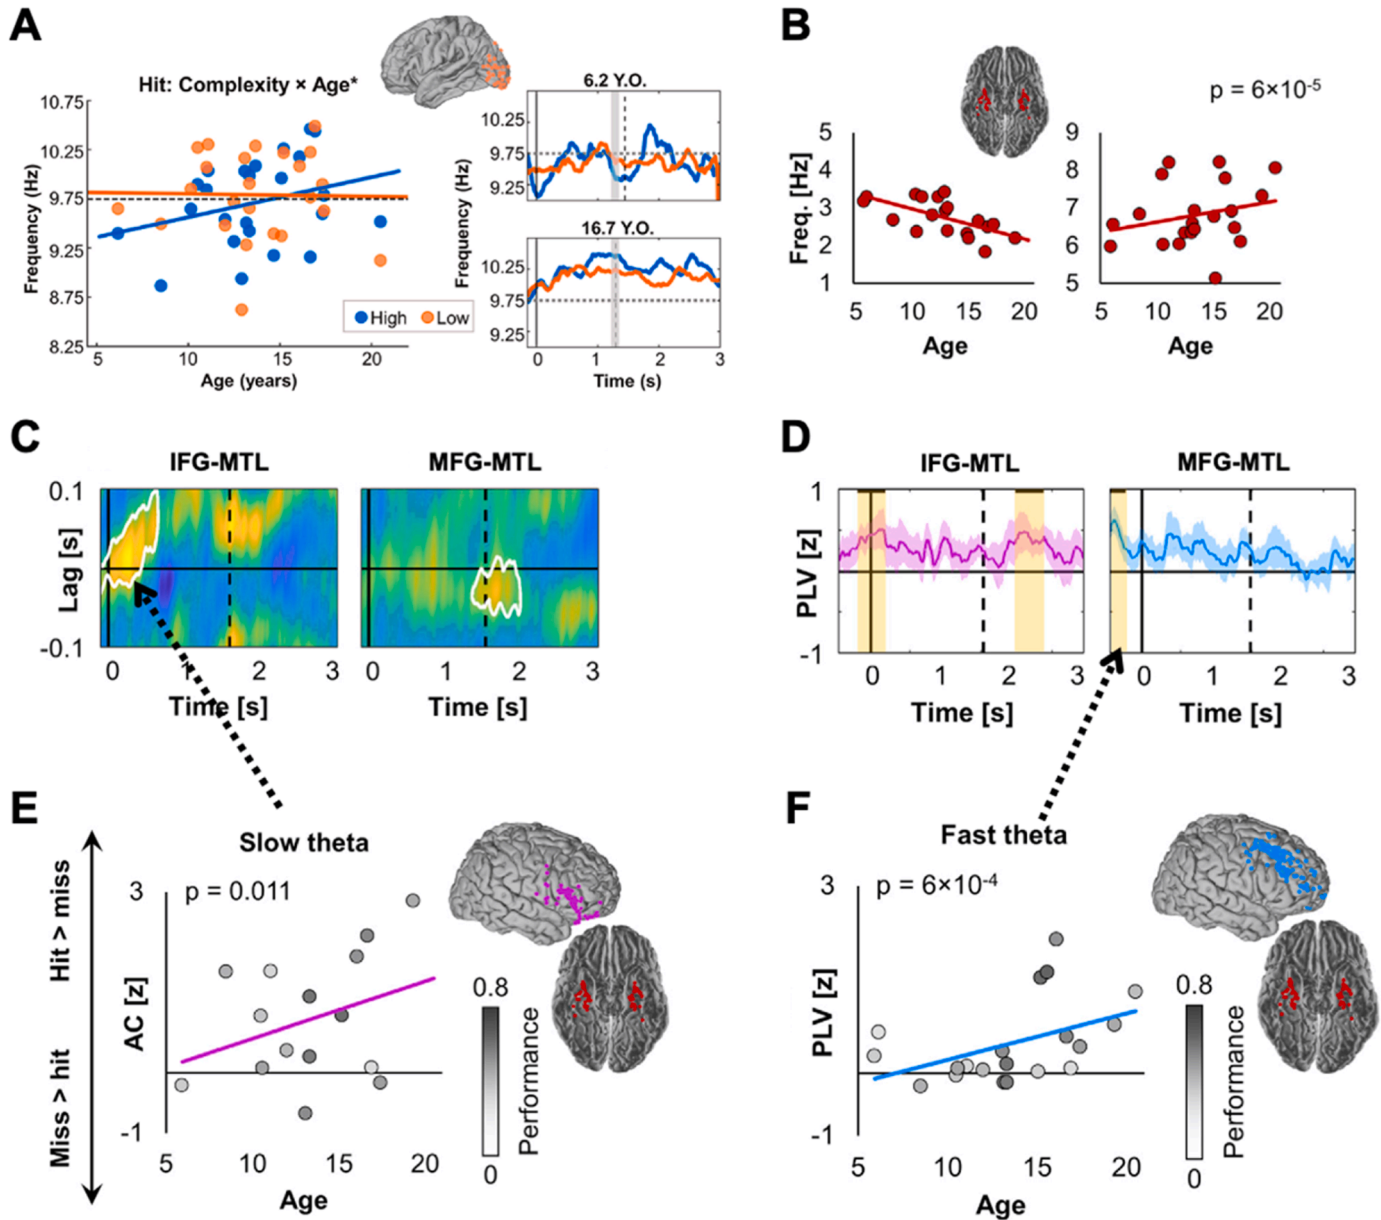 A
Hit: Complexity × Age*
10.75
10.25
9.75
9.25
8.75
8.25
Frequency (Hz)
5
10
15
20
Age (years)
High
Low
6.2 Y.O.
10.25
9.75
9.25
16.7 Y.O.
10.25
9.75
9.25
Frequency (Hz)
0
1
2
3
Time (s)
B
p = 6×10-5
5
4
3
2
1
Freq. [Hz]
5
10
15
20
Age
9
8
7
6
5
5
10
15
20
Age
C
IFG-MTL
MFG-MTL
0.1
Lag [s]
-0.1
0
1
2
3
Time [s]
0
1
2
3
Time [s]
D
IFG-MTL
MFG-MTL
1
PLV [z]
-1
0
1
2
3
Time [s]
0
1
2
3
Time [s]
E
Slow theta
Hit > miss
Miss > hit
3
p = 0.011
AC [z]
-1
5
10
15
20
Age
0.8
Performance
0
F
Fast theta
3
p = 6×10-4
PLV [z]
-1
5
10
15
20
Age
0.8
Performance
0